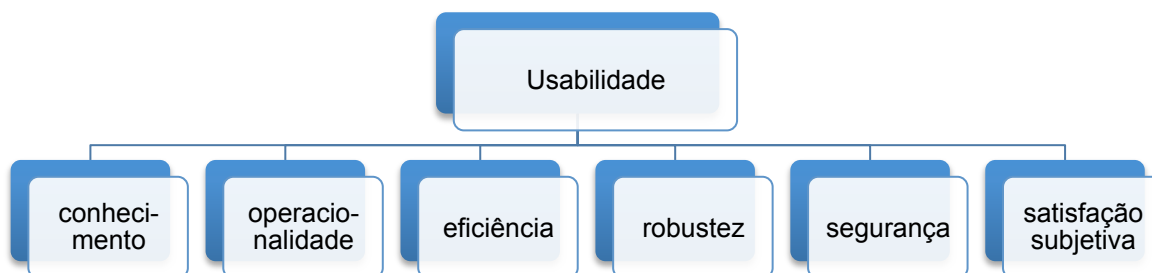 Usabilidade
conheci-
mento
operacio-
nalidade
eficiência
robustez
segurança
satisfação
subjetiva